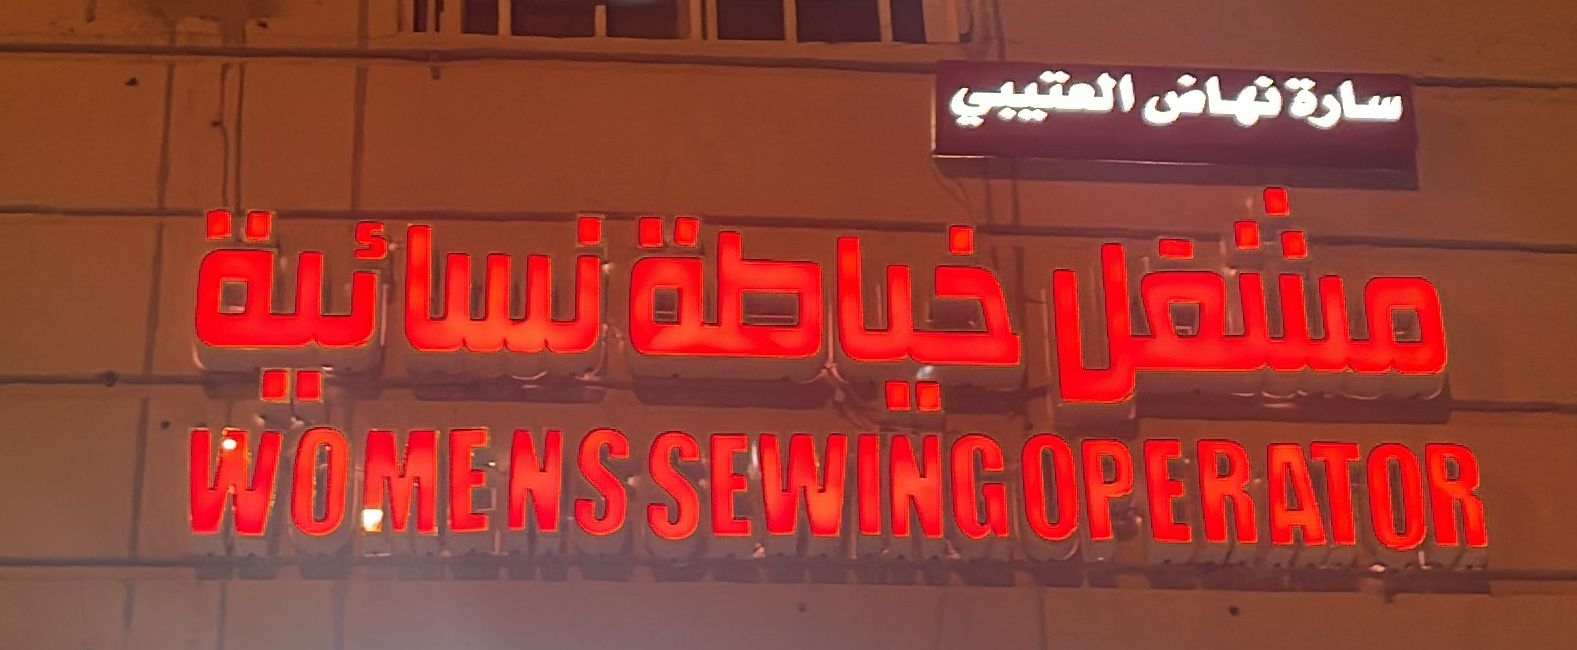 سارة نهاض العتيبي
مشغل خياطة نسائية
WOMENS SEWING OPERATOR